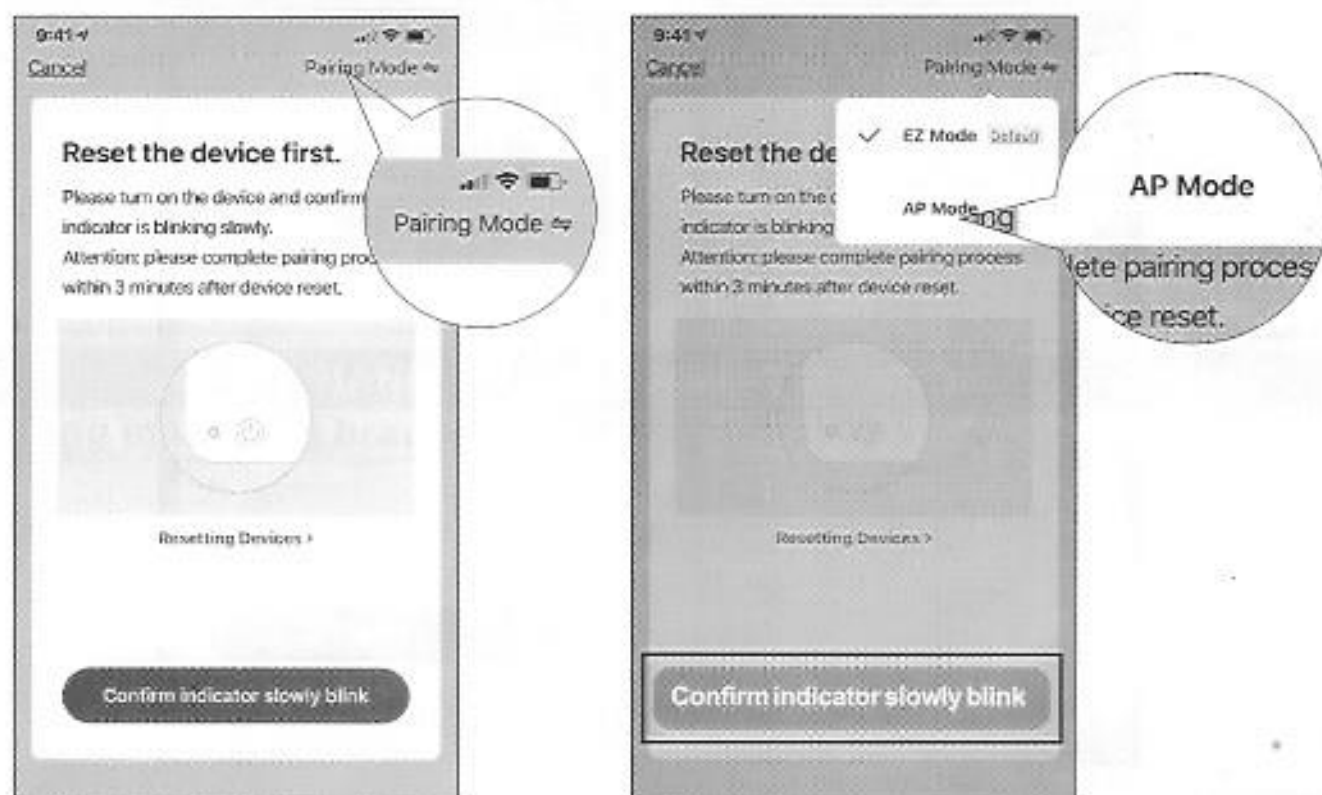 9:41
Cancel
Pairing Mode
Reset the device first.
Please turn on the device and confirm
indicator is blinking slowly.
Attention: please complete pairing proc
within 3 minutes after device reset.
Pairing Mode
Resetting Devices >
Confirm indicator slowly blink
9:41
Cancel
Pairing Mode
EZ Mode Default
AP Mode
Reset the de
Please turn on the d
indicator is blinking
ing
Attention: please complete pairing process
within 3 minutes after device reset.
AP Mode
lete pairing proces
ice reset.
Resetting Devices >
Confirm indicator slowly blink